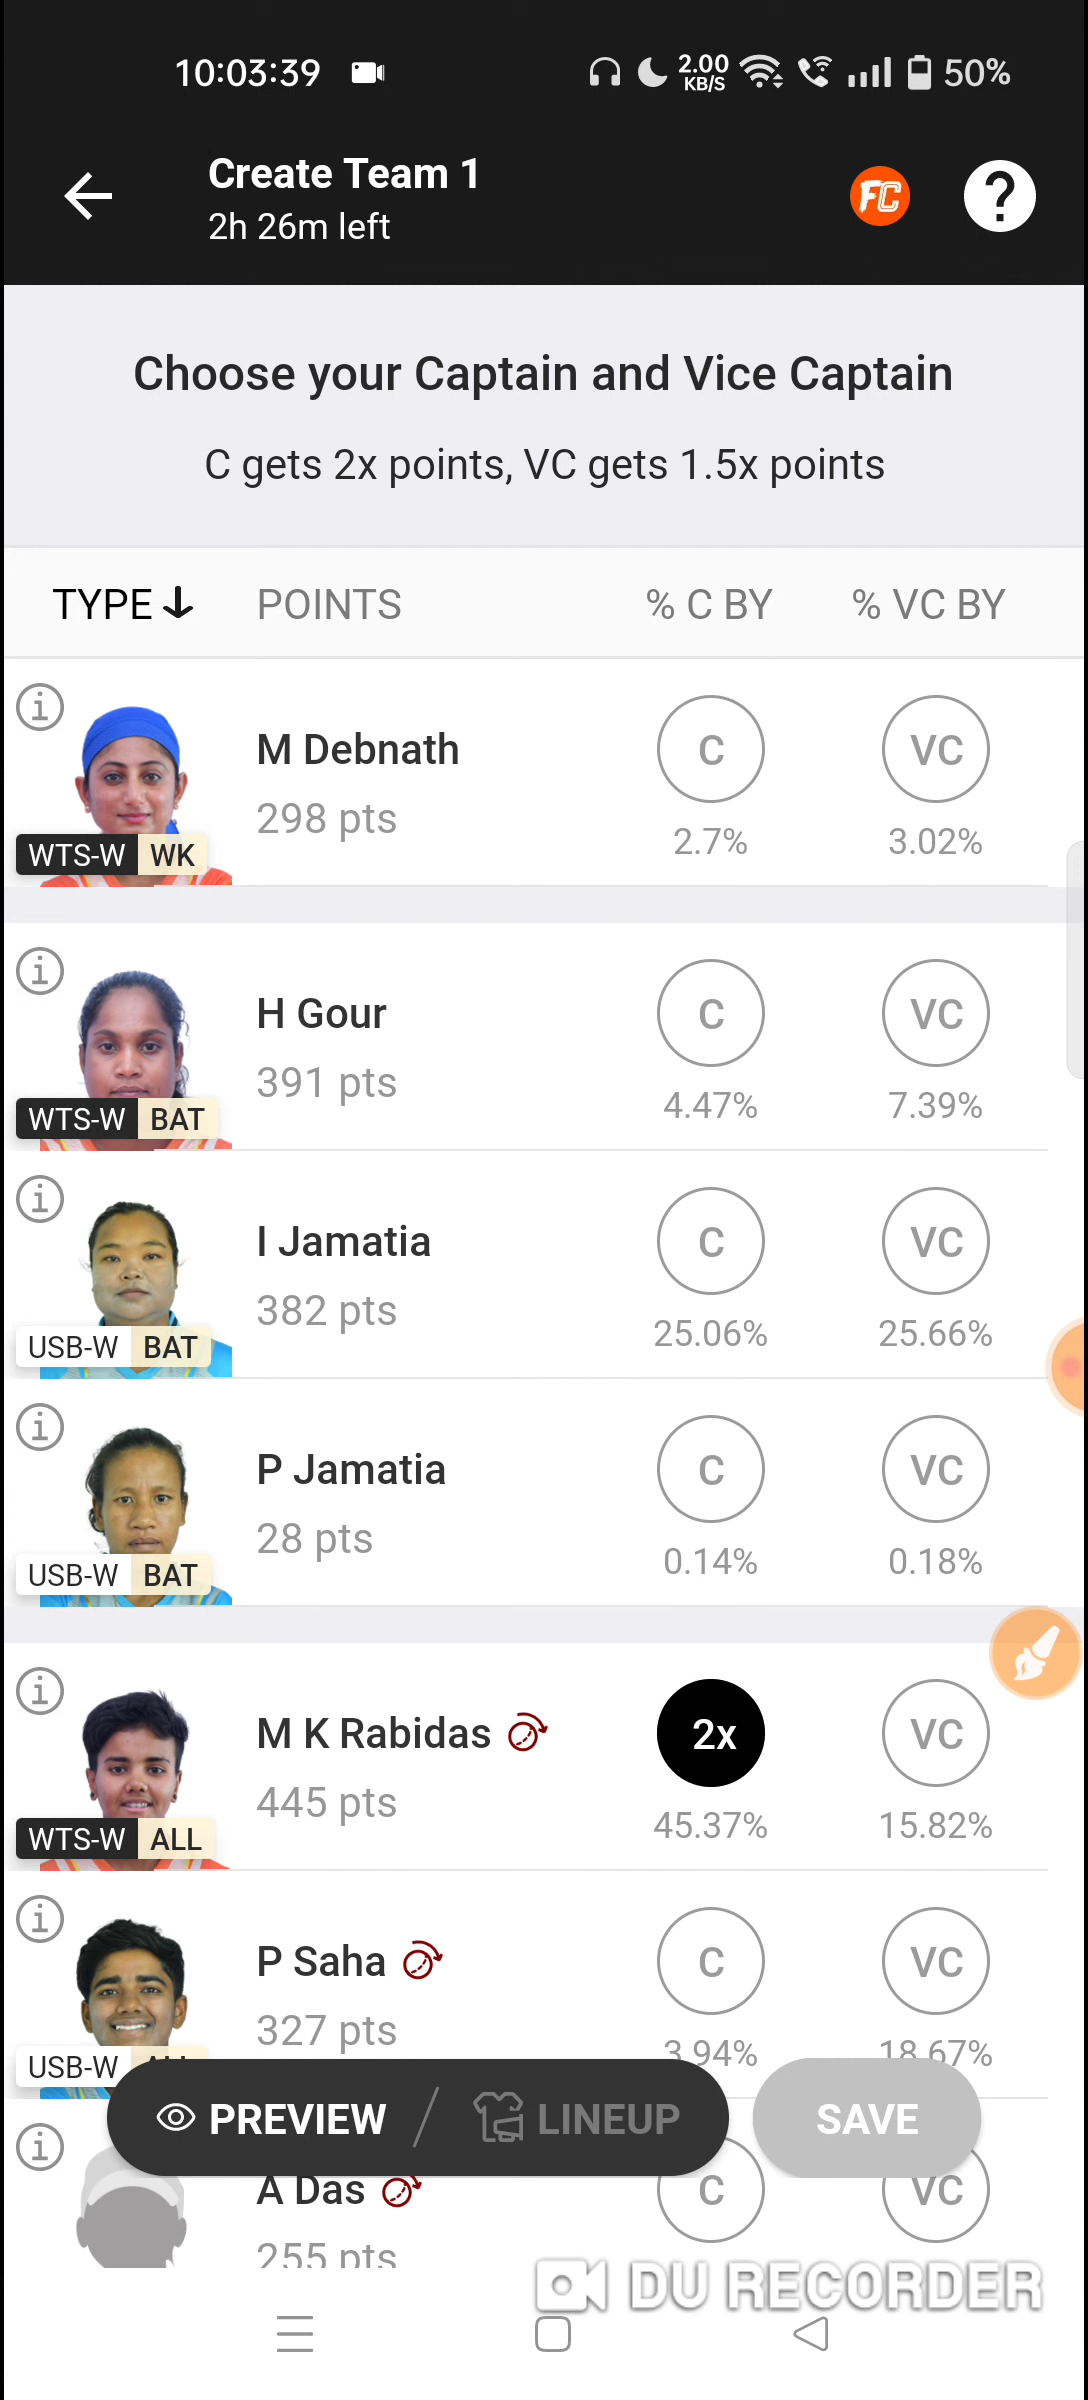 10:03:39 2.00 KB/S 50%
Create Team 1
2h 26m left
FC ?
Choose your Captain and Vice Captain
C gets 2x points, VC gets 1.5x points
TYPE POINTS % C BY % VC BY
M Debnath C VC
298 pts 2.7% 3.02%
WTS-W WK
H Gour C VC
391 pts 4.47% 7.39%
WTS-W BAT
I Jamatia C VC
382 pts 25.06% 25.66%
USB-W BAT
P Jamatia C VC
28 pts 0.14% 0.18%
USB-W BAT
M K Rabidas 2x VC
445 pts 45.37% 15.82%
WTS-W ALL
P Saha C VC
327 pts 3.94% 18.67%
USB-W ALL
PREVIEW LINEUP SAVE
A Das C VC
255 pts
DU RECORDER